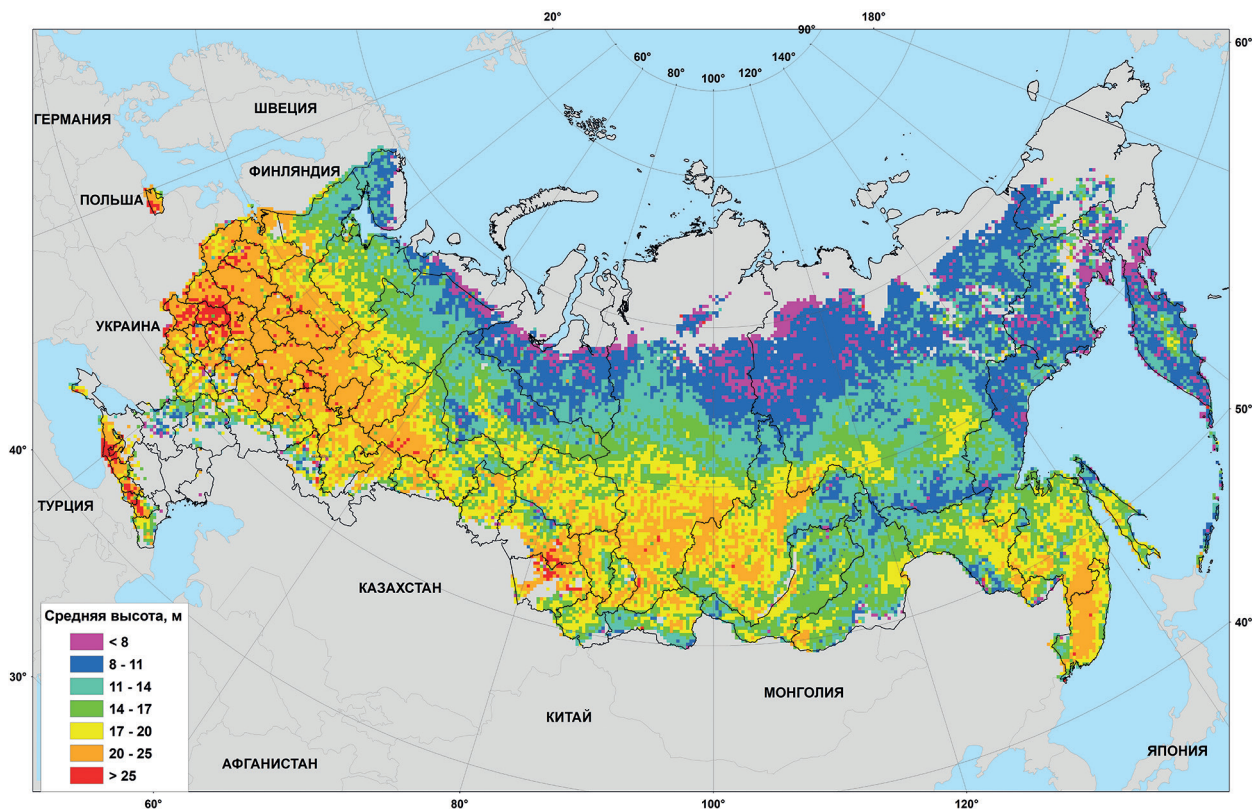 20°
180°
90°
60°
140°
60°
80°
100°
120°
ШВЕЦИЯ
ГЕРМАНИЯ
ФИНЛЯНДИЯ
ПОЛЬША
УКРАИНА
50°
40°
ТУРЦИЯ
КАЗАХСТАН
Средняя высота, м
< 8
8 - 11
11 - 14
14 - 17
17 - 20
20 - 25
> 25
40°
30°
МОНГОЛИЯ
КИТАЙ
АФГАНИСТАН
ЯПОНИЯ
60°
80°
100°
120°